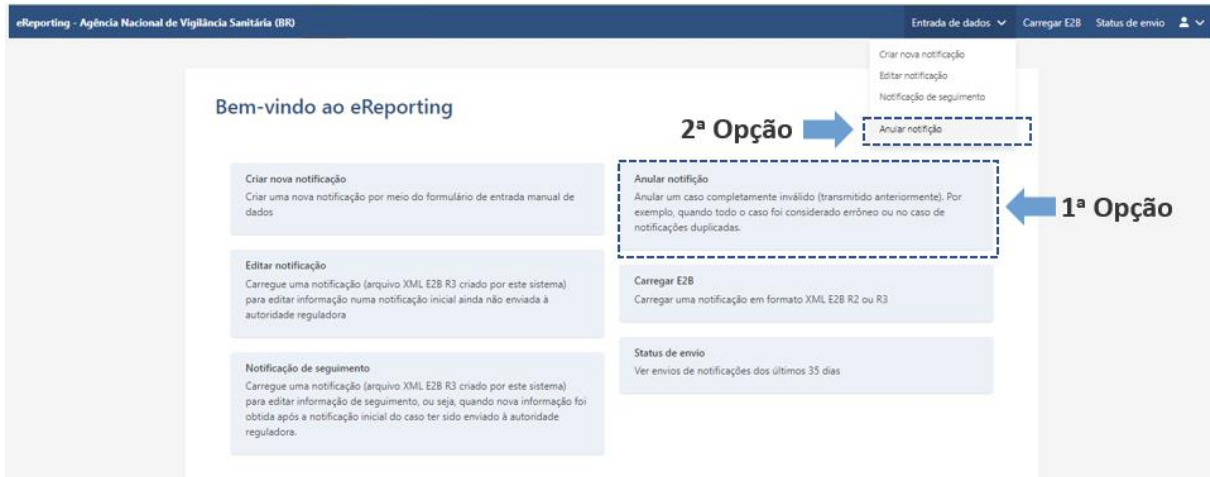 eReporting - Agência Nacional de Vigilância Sanitária (BR)
Entrada de dados
Carregar E2B
Status de envio
Criar nova notificação
Editar notificação
Notificação de seguimento
Anular notifição
2ª Opção
Bem-vindo ao eReporting
Criar nova notificação
Criar uma nova notificação por meio do formulário de entrada manual de
dados
Editar notificação
Carregue uma notificação (arquivo XML E2B R3 criado por este sistema)
para editar informação numa notificação inicial ainda não enviada à
autoridade reguladora
Notificação de seguimento
Carregue uma notificação (arquivo XML E2B R3 criado por este sistema)
para editar informação de seguimento, ou seja, quando nova informação foi
obtida após a notificação inicial do caso ter sido enviado à autoridade
reguladora.
Anular notifição
Anular um caso completamente inválido (transmitido anteriormente). Por
exemplo, quando todo o caso foi considerado errôneo ou no caso de
notificações duplicadas.
1ª Opção
Carregar E2B
Carregar uma notificação em formato XML E2B R2 ou R3
Status de envio
Ver envios de notificações dos últimos 35 dias